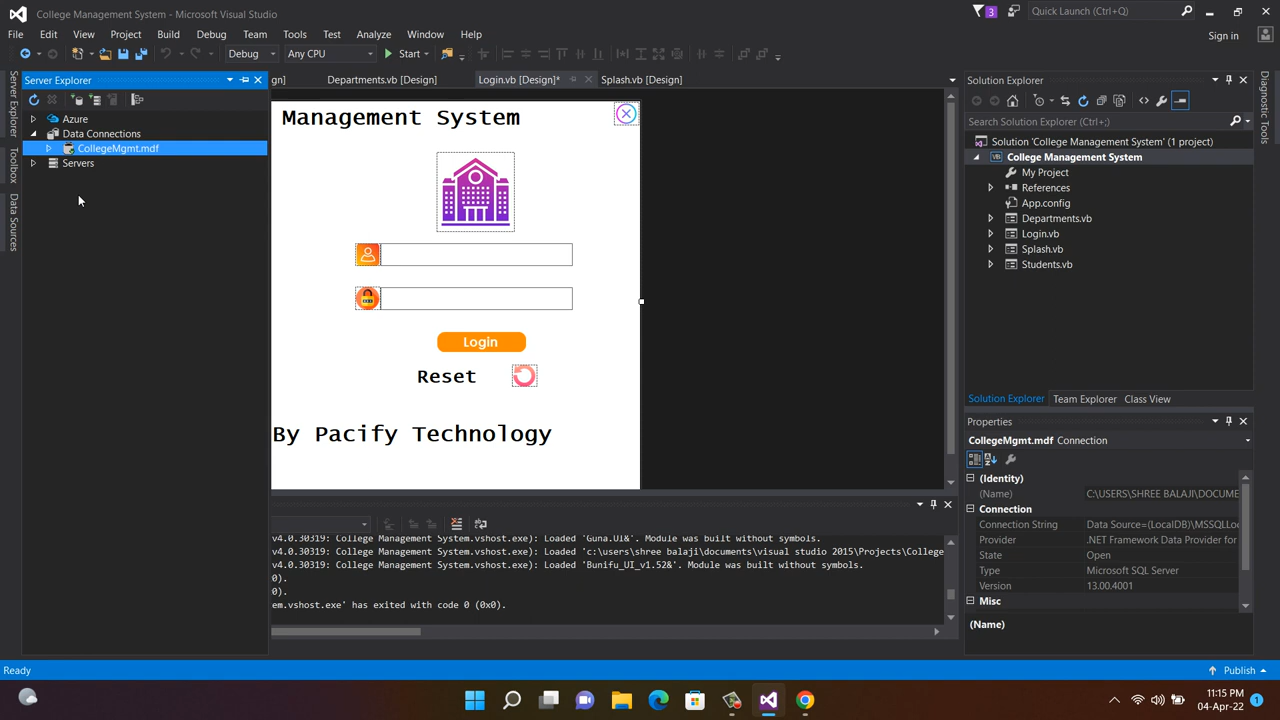 College Management System - Microsoft Visual Studio
3
Quick Launch (Ctrl+;)
File Edit View Project Build Debug Team Tools Test Analyze Window Help
Sign in
Debug Any CPU Start
Server Explorer
gn] Departments.vb [Design] Login.vb [Design]* Splash.vb [Design]
Solution Explorer
Server Explorer
Toolbox
Data Sources
Diagnostic Tools
Azure
Data Connections
CollegeMgmt.mdf
Servers
Management System
Login
Reset
By Pacify Technology
Search Solution Explorer (Ctrl+;)
Solution 'College Management System' (1 project)
VB College Management System
My Project
References
App.config
Departments.vb
Login.vb
Splash.vb
Students.vb
Solution Explorer Team Explorer Class View
Properties
CollegeMgmt.mdf Connection
(Identity)
(Name) C:\USERS\SHREE BALAJI\DOCUME
Connection
Connection String Data Source=(LocalDB)\MSSQLLo
Provider .NET Framework Data Provider for
State Open
Type Microsoft SQL Server
Version 13.00.4001
Misc
(Name)
v4.0.30319: College Management System.vshost.exe): Loaded 'Guna.UI&'. Module was built without symbols.
v4.0.30319: College Management System.vshost.exe): Loaded 'c:\users\shree balaji\documents\visual studio 2015\Projects\College
v4.0.30319: College Management System.vshost.exe): Loaded 'Bunifu_UI_v1.52&'. Module was built without symbols.
0).
0).
em.vshost.exe' has exited with code 0 (0x0).
Ready
Publish
11:15 PM
04-Apr-22
1